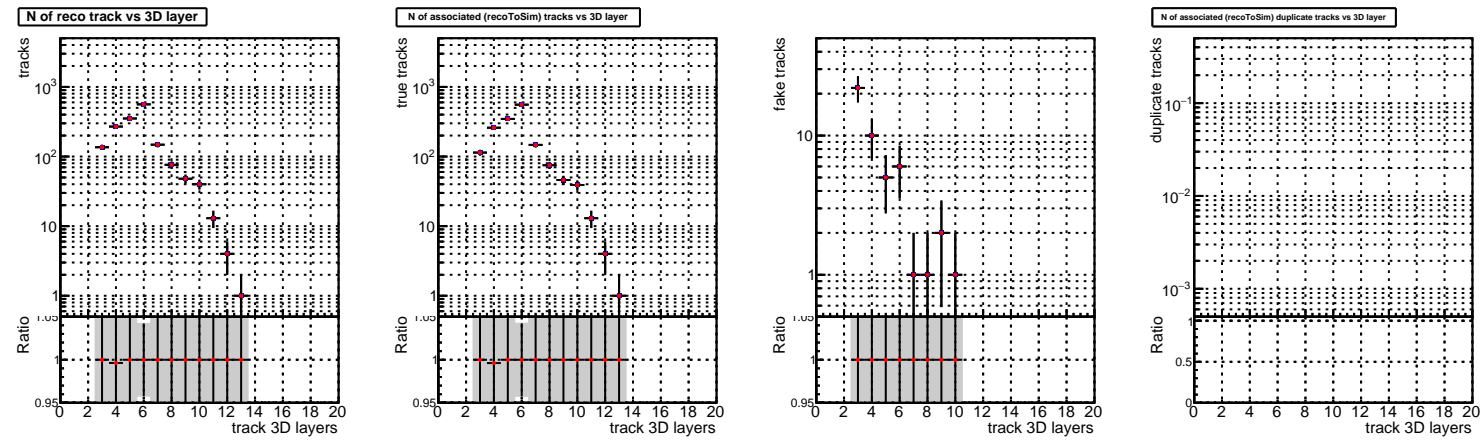 N of reco track vs 3D layer
tracks
10³
10²
10
1
1.05
Ratio
1
0.95
0 2 4 6 8 10 12 14 16 18 20
track 3D layers
N of associated (recoToSim) tracks vs 3D layer
true tracks
10³
10²
10
1
1.05
Ratio
1
0.95
0 2 4 6 8 10 12 14 16 18 20
track 3D layers
fake tracks
10
1
1.05
Ratio
1
0.95
0 2 4 6 8 10 12 14 16 18 20
track 3D layers
N of associated (recoToSim) duplicate tracks vs 3D layer
duplicate tracks
10⁻¹
10⁻²
10⁻³
Ratio
1
0.5
0
0 2 4 6 8 10 12 14 16 18 20
track 3D layers